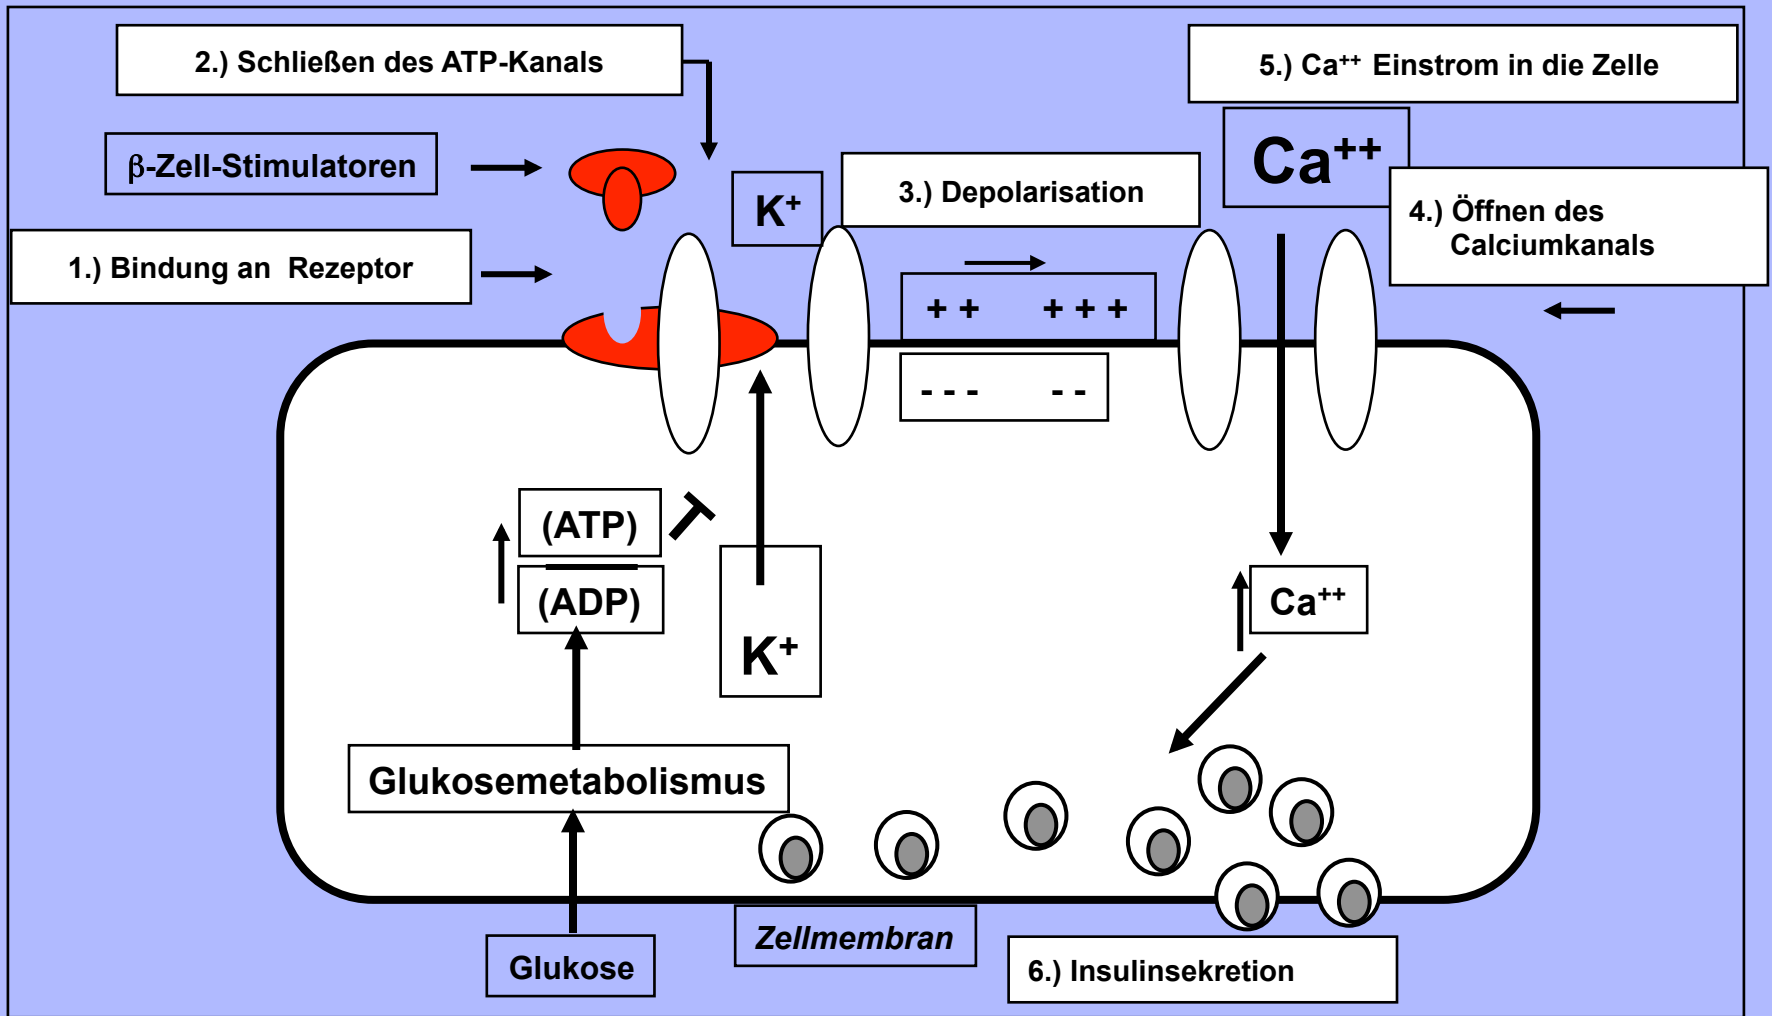 2.) Schließen des ATP-Kanals
5.) Ca⁺⁺ Einstrom in die Zelle
β-Zell-Stimulatoren
K⁺
3.) Depolarisation
Ca⁺⁺
4.) Öffnen des
Calciumkanals
1.) Bindung an Rezeptor
+ + + + +
- - - - -
(ATP)
(ADP)
K⁺
Ca⁺⁺
Glukosemetabolismus
Glukose
Zellmembran
6.) Insulinsekretion